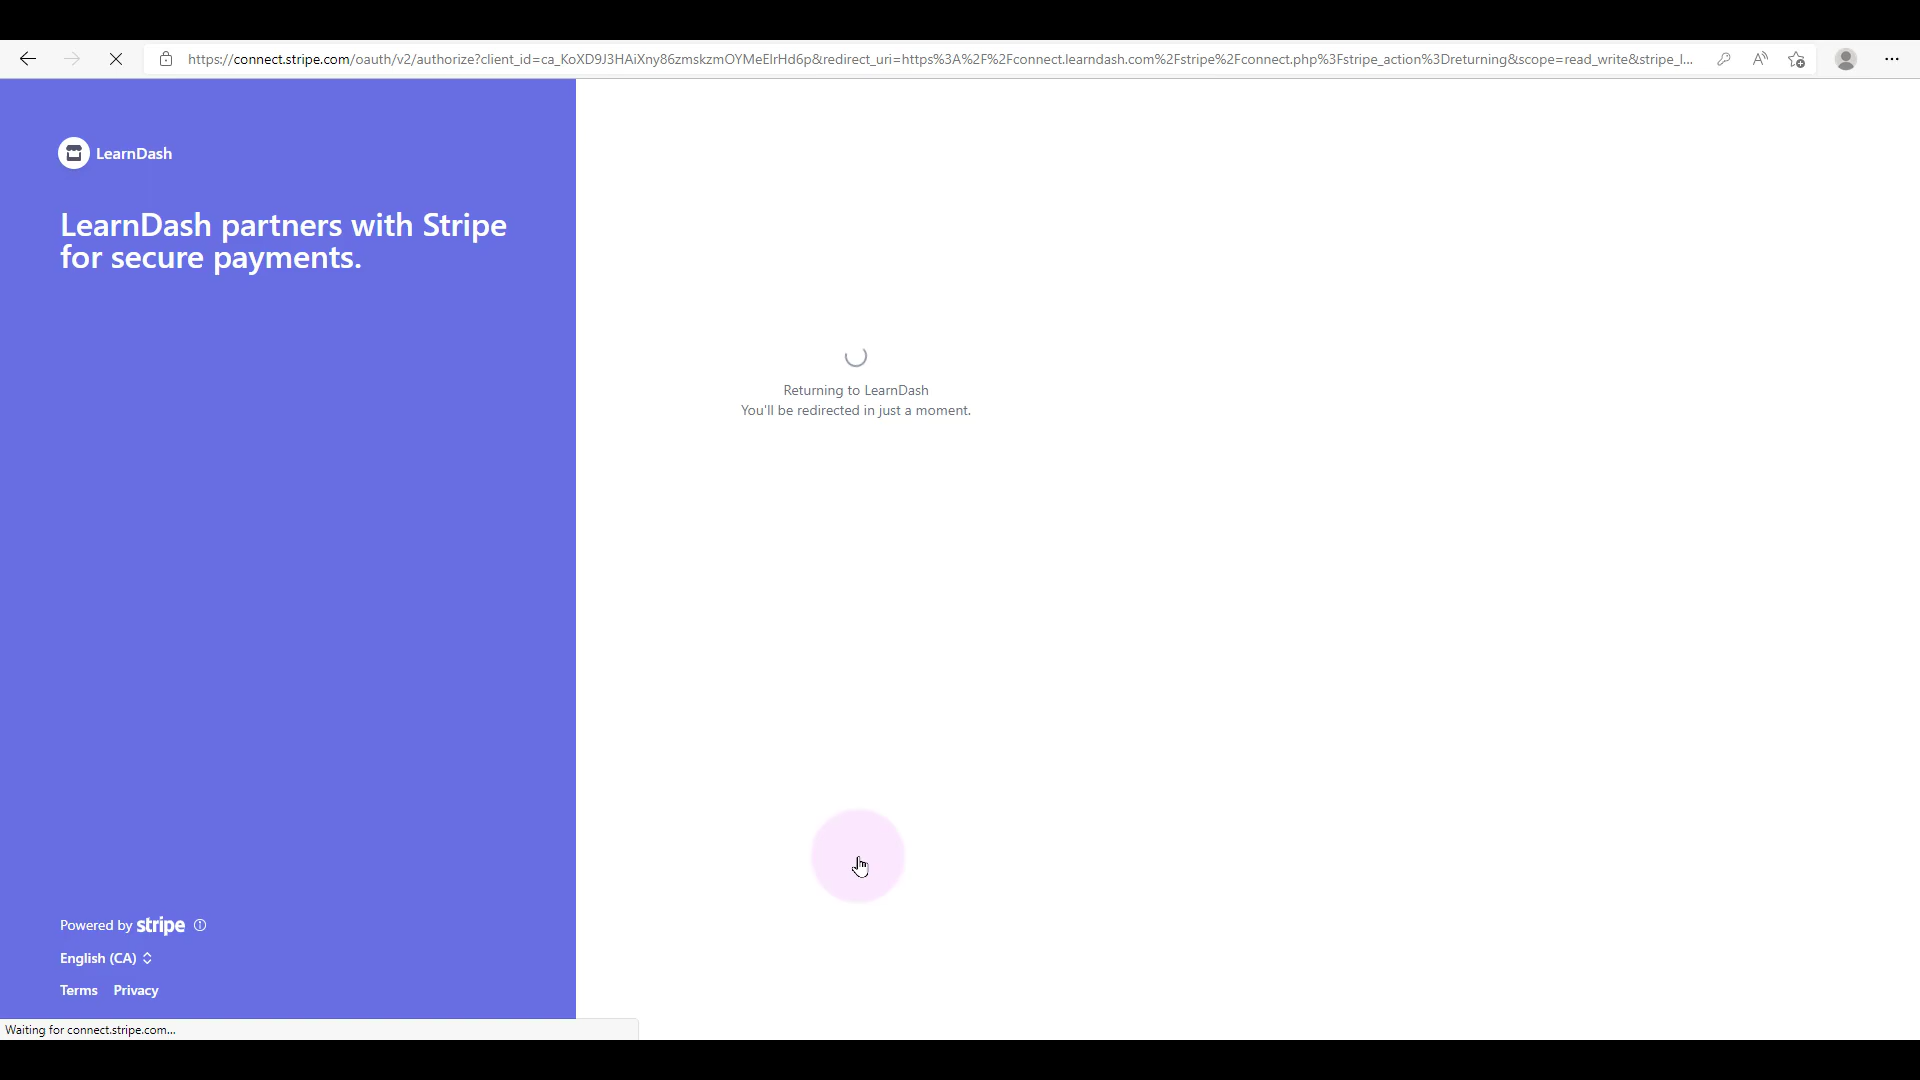 https://connect.stripe.com/oauth/v2/authorize?client_id=ca_KoXD9J3HAiXny86zmskzmOYMeElrHd6p&redirect_uri=https%3A%2F%2Fconnect.learndash.com%2Fstripe%2Fconnect.php%3Fstripe_action%3Dreturning&scope=read_write&stripe_l...
LearnDash
LearnDash partners with Stripe
for secure payments.
Returning to LearnDash
You'll be redirected in just a moment.
Powered by stripe
English (CA)
Terms Privacy
Waiting for connect.stripe.com...